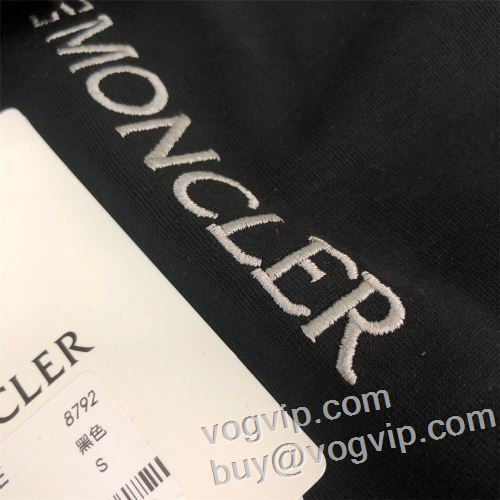 MONCLER
CLER
8792
黑色
S
E
vogvip.com
buy@vogvip.com